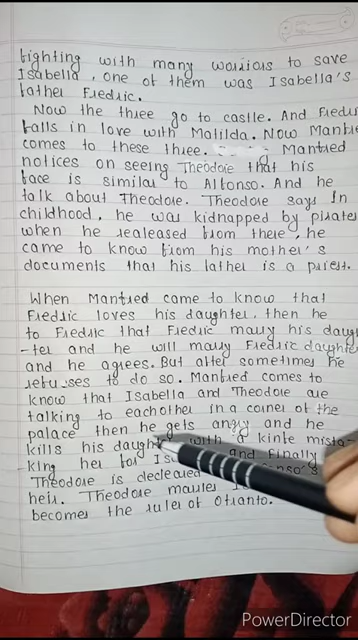 fighting with many worriors to save
Isabella, one of them was Isabella's
father Fredric.
Now the three go to castle. And Fredri
falls in love with Matilda. Now Manfre
comes to these three. Manfred
notices on seeing Theodore that his
face is similar to Alfonso. And he
talk about Theodore. Theodore says In
childhood, he was kidnapped by pirates
when he realeased from there, he
came to know from his mother's
documents that his father is a priest.
When Manfred came to know that
Fredric loves his daughter, then he
to Fredric that Fredric marry his daugh
-ter and he will marry Fredric daughter
and he agrees. But after sometimes he
refuses to do so. Manfred comes to
know that Isabella and Theodore are
talking to eachother in a corner of the
palace then he gets angry and he
kills his daughter with a kinfe mista-
-king her for and Finally
Theodore is decleared
heir. Theodore marries
becomes the ruler of Otranto.
PowerDirector